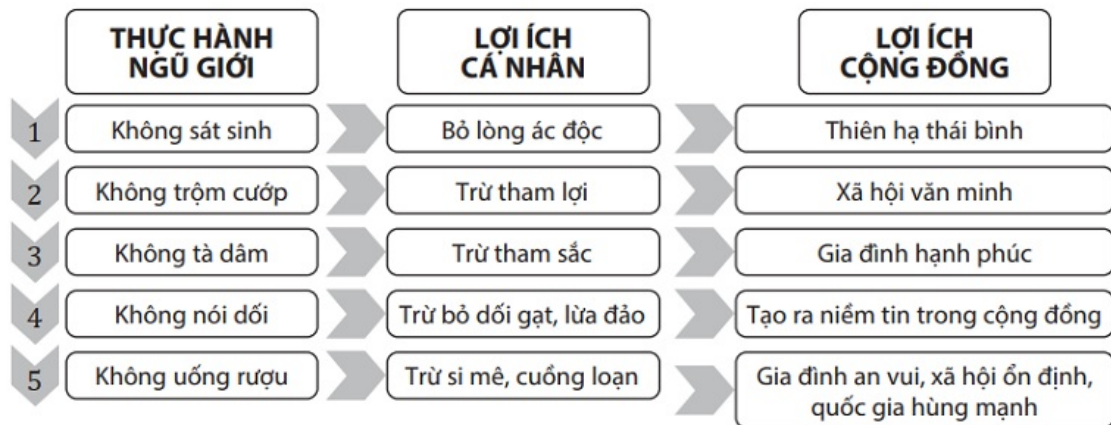 THỰC HÀNH
NGŨ GIỚI
LỢI ÍCH
CÁ NHÂN
LỢI ÍCH
CỘNG ĐỒNG
1 Không sát sinh Bỏ lòng ác độc Thiên hạ thái bình
2 Không trộm cướp Trừ tham lợi Xã hội văn minh
3 Không tà dâm Trừ tham sắc Gia đình hạnh phúc
4 Không nói dối Trừ bỏ dối gạt, lừa đảo Tạo ra niềm tin trong cộng đồng
5 Không uống rượu Trừ si mê, cuồng loạn Gia đình an vui, xã hội ổn định,
quốc gia hùng mạnh